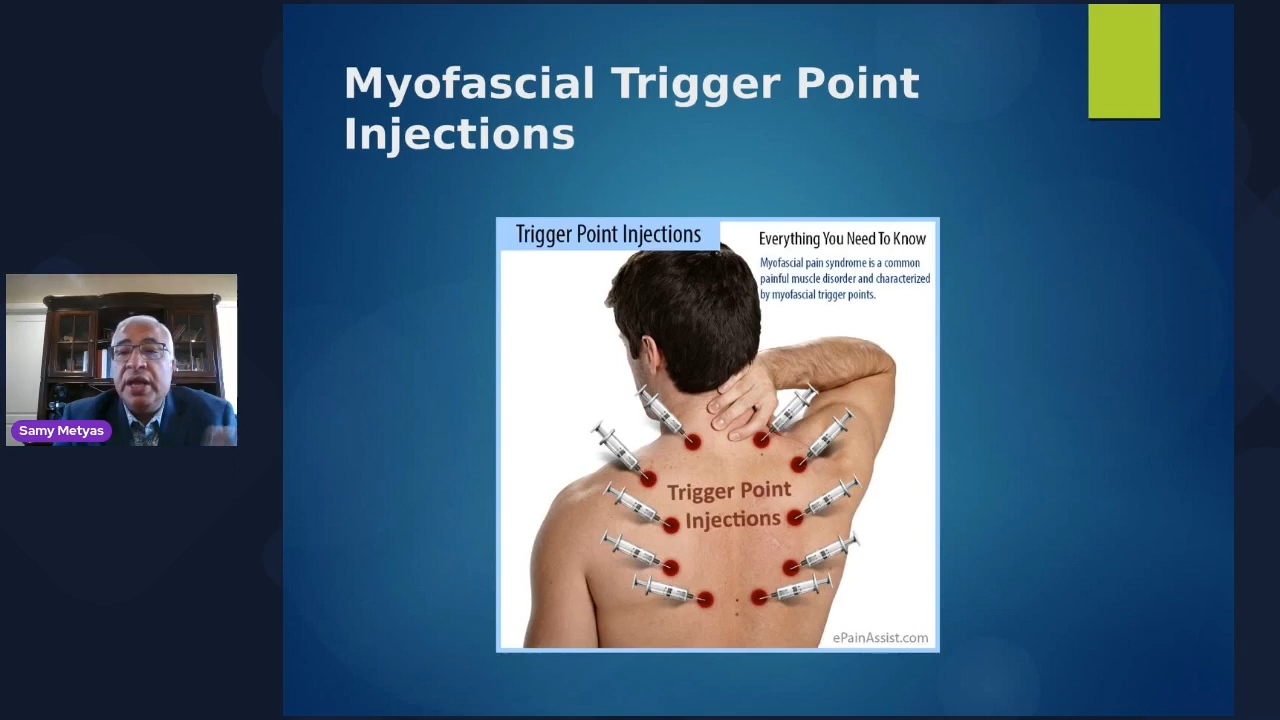 Myofascial Trigger Point
Injections
Trigger Point Injections
Everything You Need To Know
Myofascial pain syndrome is a common
painful muscle disorder and characterized
by myofascial trigger points.
Trigger Point
Injections
ePainAssist.com
Samy Metyas